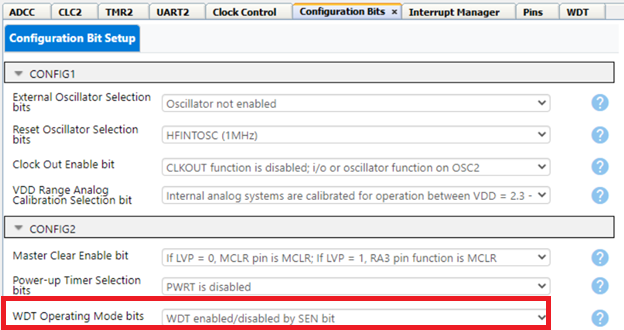 ADCC CLC2 TMR2 UART2 Clock Control Configuration Bits × Interrupt Manager Pins WDT
Configuration Bit Setup
CONFIG1
External Oscillator Selection
bits
Oscillator not enabled ?
Reset Oscillator Selection
bits
HFINTOSC (1MHz) ?
Clock Out Enable bit CLKOUT function is disabled; i/o or oscillator function on OSC2 ?
VDD Range Analog
Calibration Selection bit
Internal analog systems are calibrated for operation between VDD = 2.3 - ?
CONFIG2
Master Clear Enable bit If LVP = 0, MCLR pin is MCLR; If LVP = 1, RA3 pin function is MCLR ?
Power-up Timer Selection
bits
PWRT is disabled ?
WDT Operating Mode bits WDT enabled/disabled by SEN bit ?